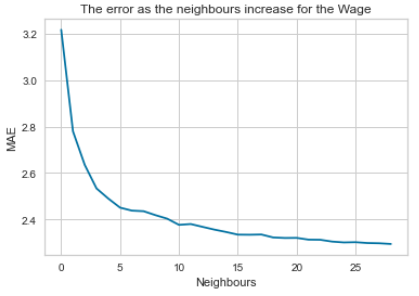 The error as the neighbours increase for the Wage
3.2
3.0
2.8
2.6
2.4
MAE
0 5 10 15 20 25
Neighbours